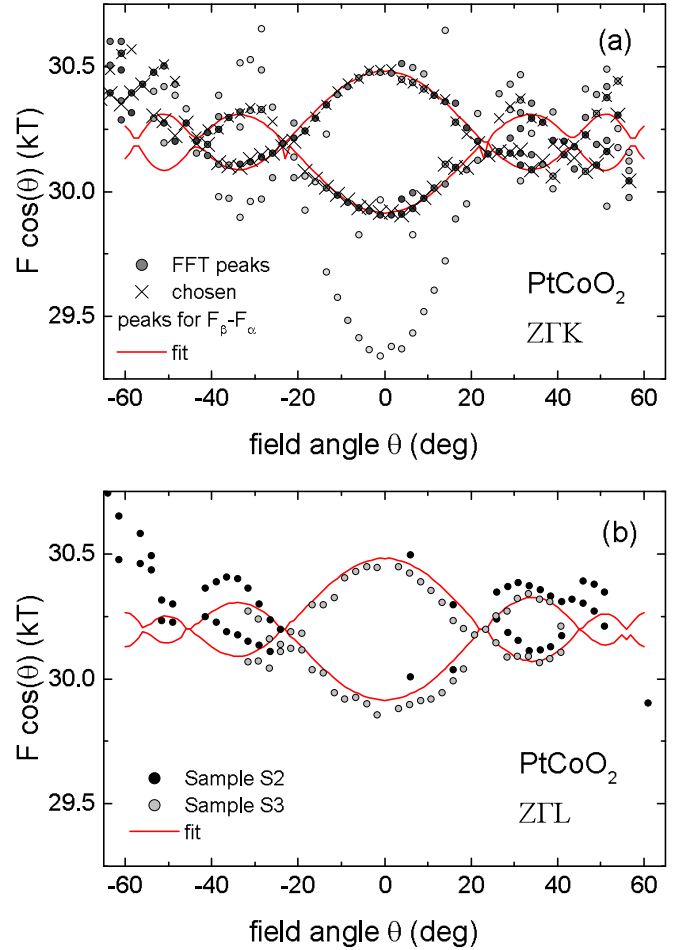 (a)
30.5
30.0
29.5
F cos(θ) (kT)
FFT peaks
chosen
peaks for F_β-F_α
fit
PtCoO₂
ZΓK
-60 -40 -20 0 20 40 60
field angle θ (deg)
(b)
30.5
30.0
29.5
F cos(θ) (kT)
Sample S2
Sample S3
fit
PtCoO₂
ZΓL
-60 -40 -20 0 20 40 60
field angle θ (deg)